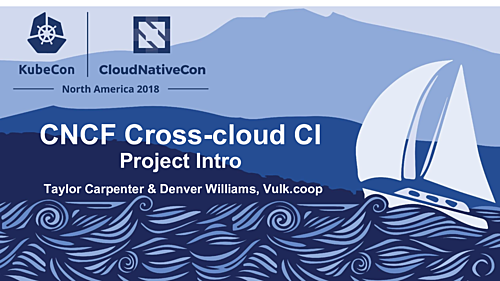 KubeCon
CloudNativeCon
North America 2018
CNCF Cross-cloud CI
Project Intro
Taylor Carpenter & Denver Williams, Vulk.coop